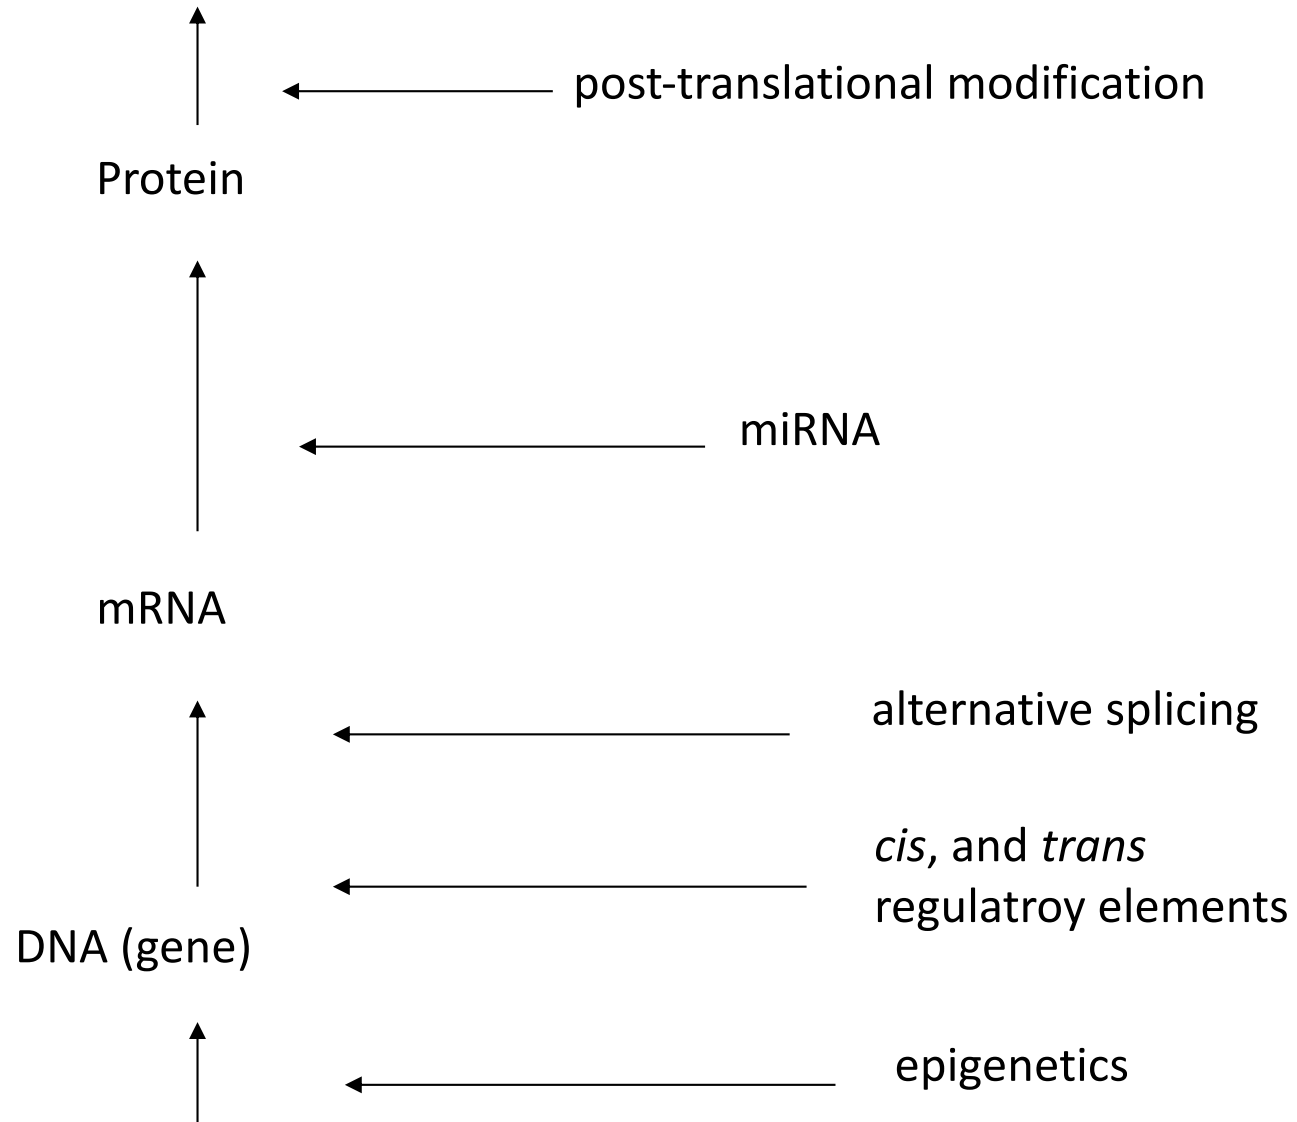 post-translational modification
Protein
miRNA
mRNA
alternative splicing
cis, and trans
regulatroy elements
DNA (gene)
epigenetics